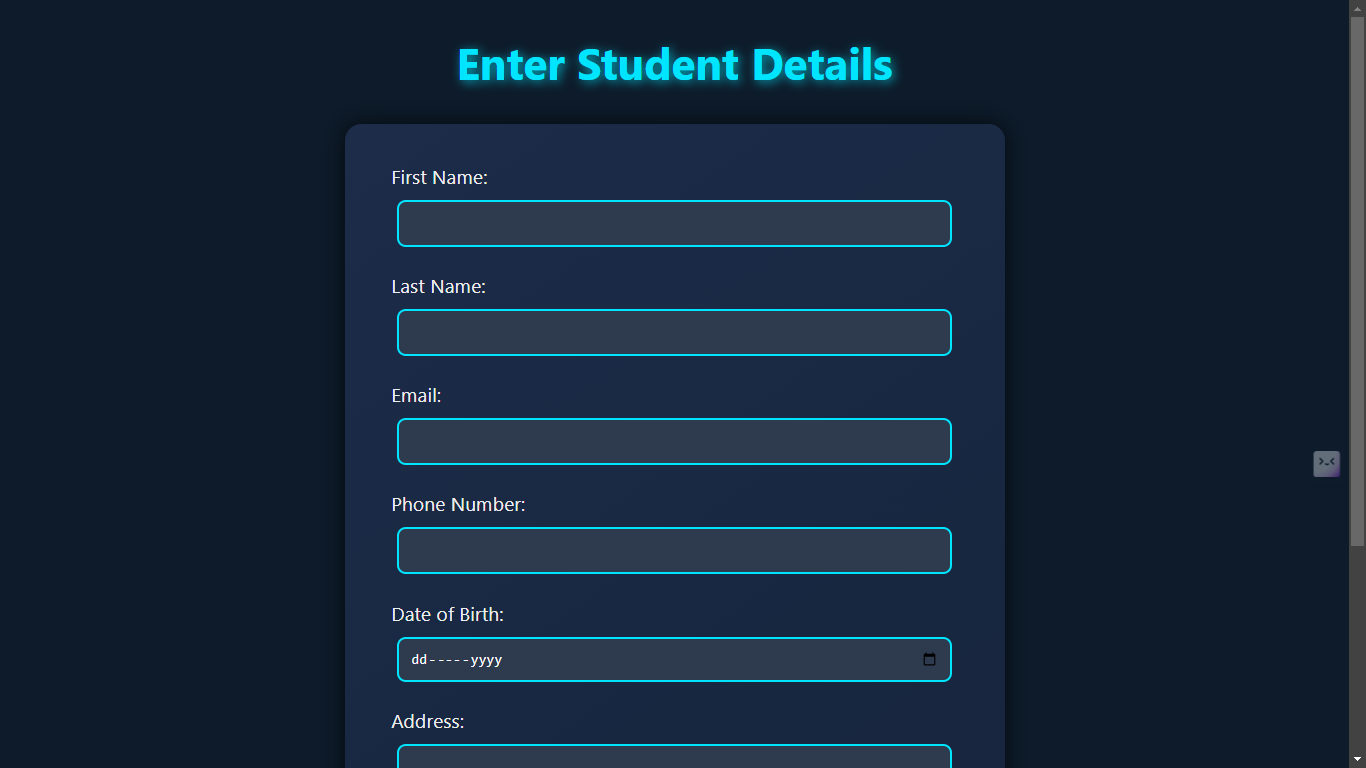 Enter Student Details
First Name:
Last Name:
Email:
Phone Number:
Date of Birth:
dd-----yyyy
Address: